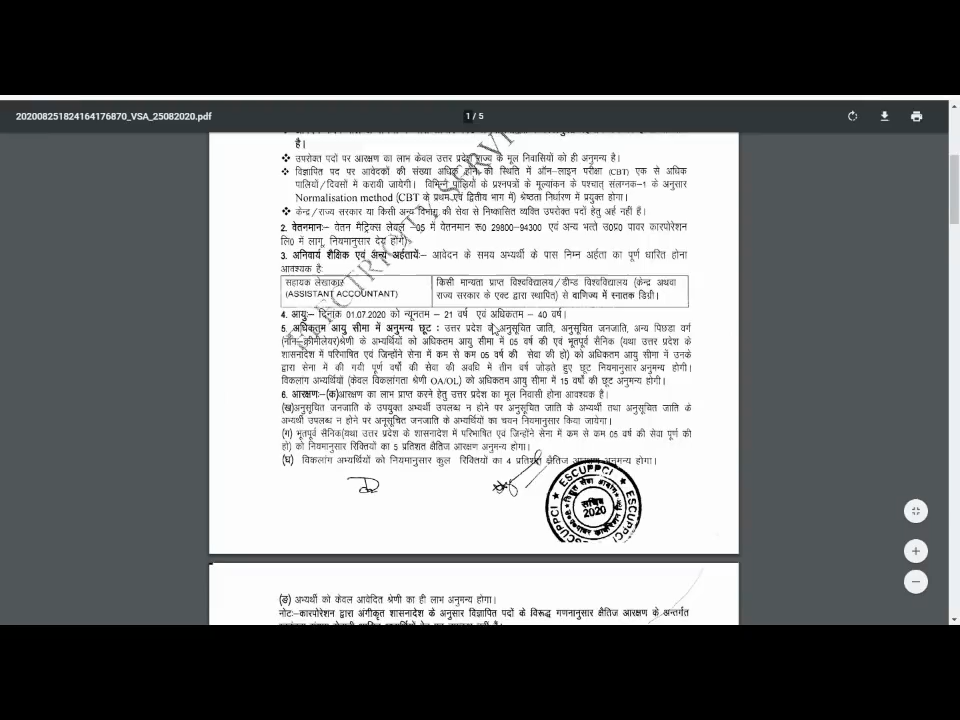 202008251824164176870_VSA_25082020.pdf
1 / 5
है।
❖ उपरोक्त पदों पर आरक्षण का लाभ केवल उत्तर प्रदेश राज्य के मूल निवासियों को ही अनुमन्य है।
❖ विज्ञापित पद पर आवेदकों की संख्या अधिक होने की स्थिति में ऑन-लाइन परीक्षा (CBT) एक से अधिक
पालियों/दिवसों में करायी जायेगी। विभिन्न पालियों के प्रश्नपत्रों के मूल्यांकन के पश्चात् संलग्नक-1 के अनुसार
Normalisation method (CBT के प्रथम एवं द्वितीय भाग में) श्रेष्ठता निर्धारण में प्रयुक्त होगा।
❖ केन्द्र/राज्य सरकार या किसी अन्य विभाग की सेवा से निष्कासित व्यक्ति उपरोक्त पदों हेतु अर्ह नहीं हैं।
2. वेतनमानः- वेतन मैट्रिक्स लेवल -05 में वेतनमान रू0 29800-94300 एवं अन्य भत्ते उ0प्र0 पावर कारपोरेशन
लि0 में लागू, नियमानुसार देय होंगे।
3. अनिवार्य शैक्षिक एवं अन्य अर्हतायेंः- आवेदन के समय अभ्यर्थी के पास निम्न अर्हता का पूर्ण धारित होना
आवश्यक हैः
सहायक लेखाकार
(ASSISTANT ACCOUNTANT)
किसी मान्यता प्राप्त विश्वविद्यालय/डीम्ड विश्वविद्यालय (केन्द्र अथवा
राज्य सरकार के एक्ट द्वारा स्थापित) से वाणिज्य में स्नातक डिग्री।
4. आयुः- दिनांक 01.07.2020 को न्यूनतम - 21 वर्ष एवं अधिकतम - 40 वर्ष।
5. अधिकतम आयु सीमा में अनुमन्य छूट : उत्तर प्रदेश के अनुसूचित जाति, अनुसूचित जनजाति, अन्य पिछड़ा वर्ग
(नॉन-क्रीमीलेयर)श्रेणी के अभ्यर्थियों को अधिकतम आयु सीमा में 05 वर्ष की एवं भूतपूर्व सैनिक (यथा उत्तर प्रदेश के
शासनादेश में परिभाषित एवं जिन्होंने सेना में कम से कम 05 वर्ष की सेवा की हो) को अधिकतम आयु सीमा में उनके
द्वारा सेना में की गयी पूर्ण वर्षो की सेवा की अवधि में तीन वर्ष जोड़ते हुए छूट नियमानुसार अनुमन्य होगी।
विकलांग अभ्यर्थियों (केवल विकलांगता श्रेणी OA/OL) को अधिकतम आयु सीमा में 15 वर्षो की छूट अनुमन्य होगी।
6. आरक्षणः-(क)आरक्षण का लाभ प्राप्त करने हेतु उत्तर प्रदेश का मूल निवासी होना आवश्यक है।
(ख)अनुसूचित जनजाति के उपयुक्त अभ्यर्थी उपलब्ध न होने पर अनुसूचित जाति के अभ्यर्थी तथा अनुसूचित जाति के
अभ्यर्थी उपलब्ध न होने पर अनुसूचित जनजाति के अभ्यर्थियों का चयन नियमानुसार किया जायेगा।
(ग) भूतपूर्व सैनिक(यथा उत्तर प्रदेश के शासनादेश में परिभाषित एवं जिन्होंने सेना में कम से कम 05 वर्ष की सेवा पूर्ण की
हो) को नियमानुसार रिक्तियों का 5 प्रतिशत क्षैतिज आरक्षण अनुमन्य होगा।
(घ) विकलांग अभ्यर्थियों को नियमानुसार कुल रिक्तियों का 4 प्रतिशत क्षैतिज आरक्षण अनुमन्य होगा।
ESCUPPCl
सचिव
2020
ESCUPPCl
(ङ) अभ्यर्थी को केवल आवेदित श्रेणी का ही लाभ अनुमन्य होगा।
नोटः-कारपोरेशन द्वारा अंगीकृत शासनादेश के अनुसार विज्ञापित पदों के विरूद्ध गणनानुसार क्षैतिज आरक्षण के अन्तर्गत